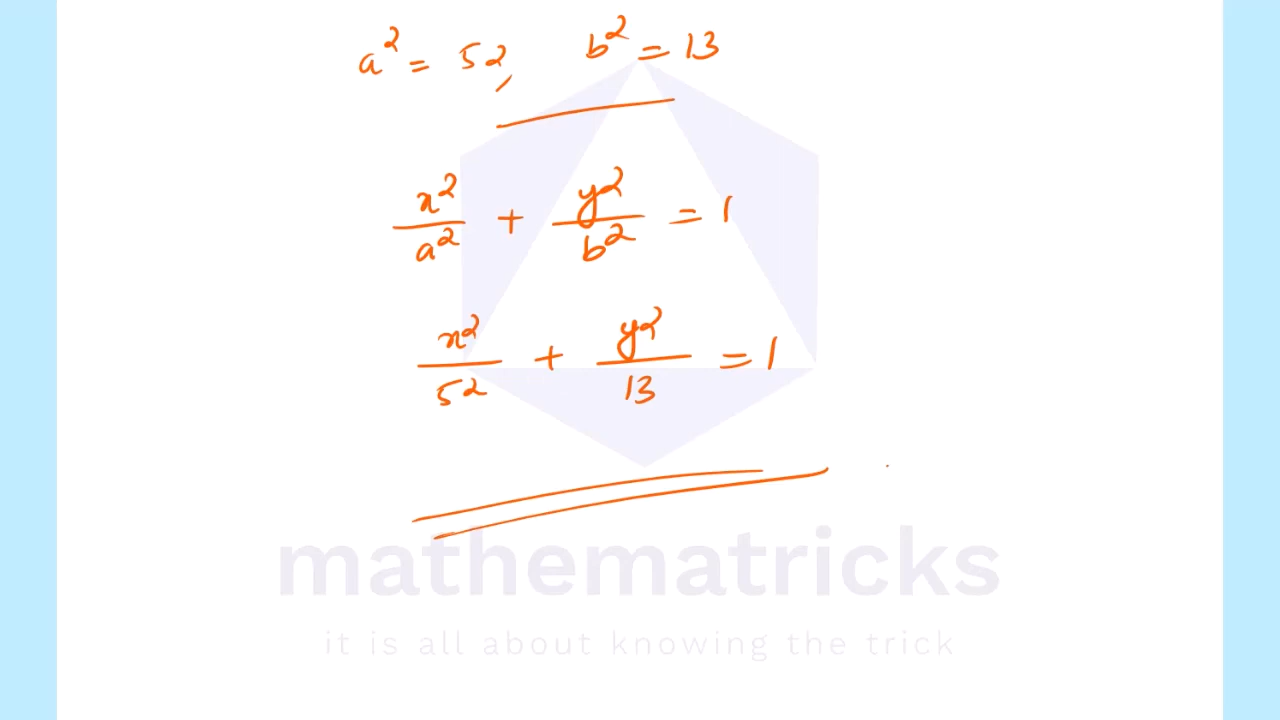 a² = 52, b² = 13
x²/a² + y²/b² = 1
x²/52 + y²/13 = 1
mathematricks
it is all about knowing the trick